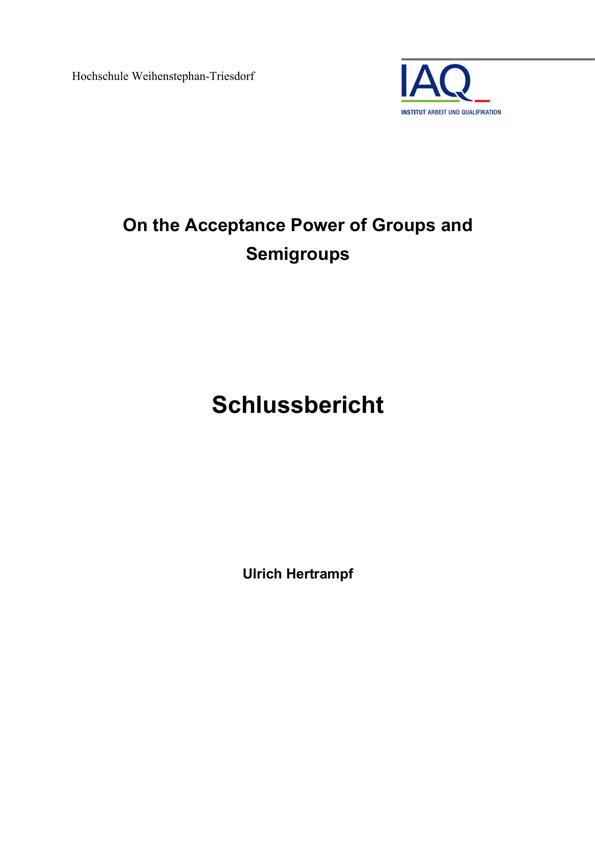 Hochschule Weihenstephan-Triesdorf
IAQ
INSTITUT ARBEIT UND QUALIFIKATION
On the Acceptance Power of Groups and
Semigroups
Schlussbericht
Ulrich Hertrampf